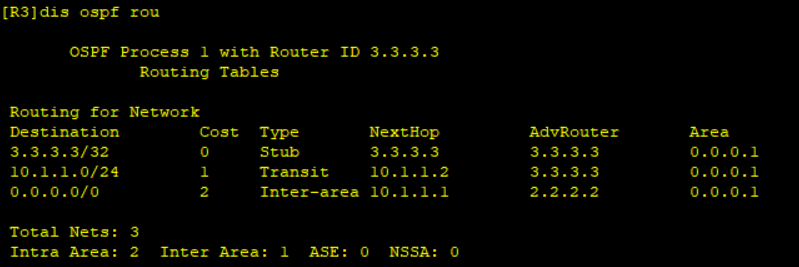 [R3]dis ospf rou
OSPF Process 1 with Router ID 3.3.3.3
Routing Tables
Routing for Network
Destination Cost Type NextHop AdvRouter Area
3.3.3.3/32 0 Stub 3.3.3.3 3.3.3.3 0.0.0.1
10.1.1.0/24 1 Transit 10.1.1.2 3.3.3.3 0.0.0.1
0.0.0.0/0 2 Inter-area 10.1.1.1 2.2.2.2 0.0.0.1
Total Nets: 3
Intra Area: 2 Inter Area: 1 ASE: 0 NSSA: 0